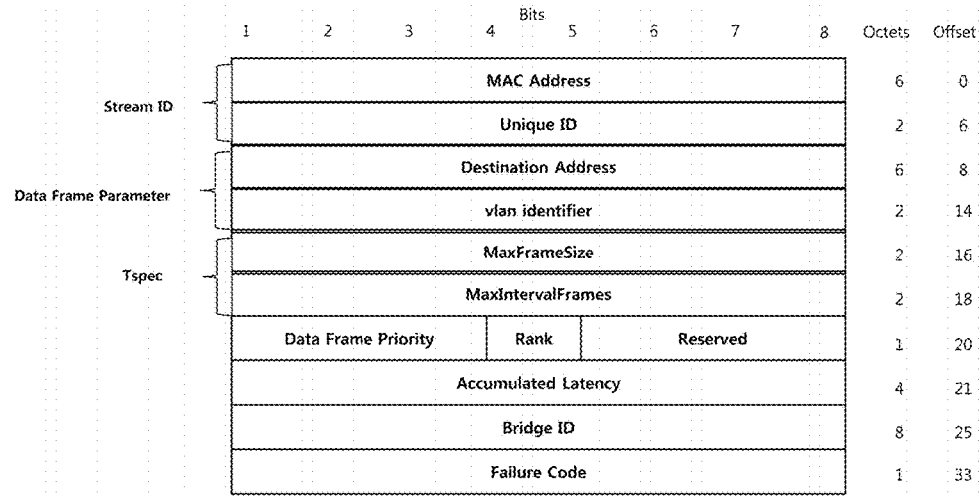 Bits
1 2 3 4 5 6 7 8 Octets Offset
MAC Address 6 0
Stream ID
Unique ID 2 6
Destination Address 6 8
Data Frame Parameter
vlan identifier 2 14
MaxFrameSize 2 16
Tspec
MaxIntervalFrames 2 18
Data Frame Priority Rank Reserved 1 20
Accumulated Latency 4 21
Bridge ID 8 25
Failure Code 1 33